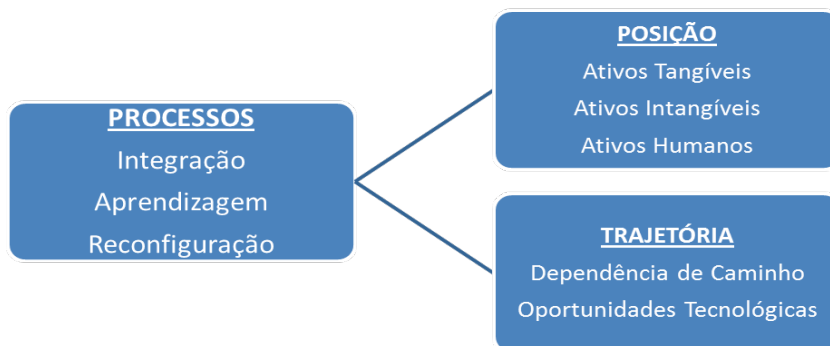 PROCESSOS
Integração
Aprendizagem
Reconfiguração
POSIÇÃO
Ativos Tangíveis
Ativos Intangíveis
Ativos Humanos
TRAJETÓRIA
Dependência de Caminho
Oportunidades Tecnológicas